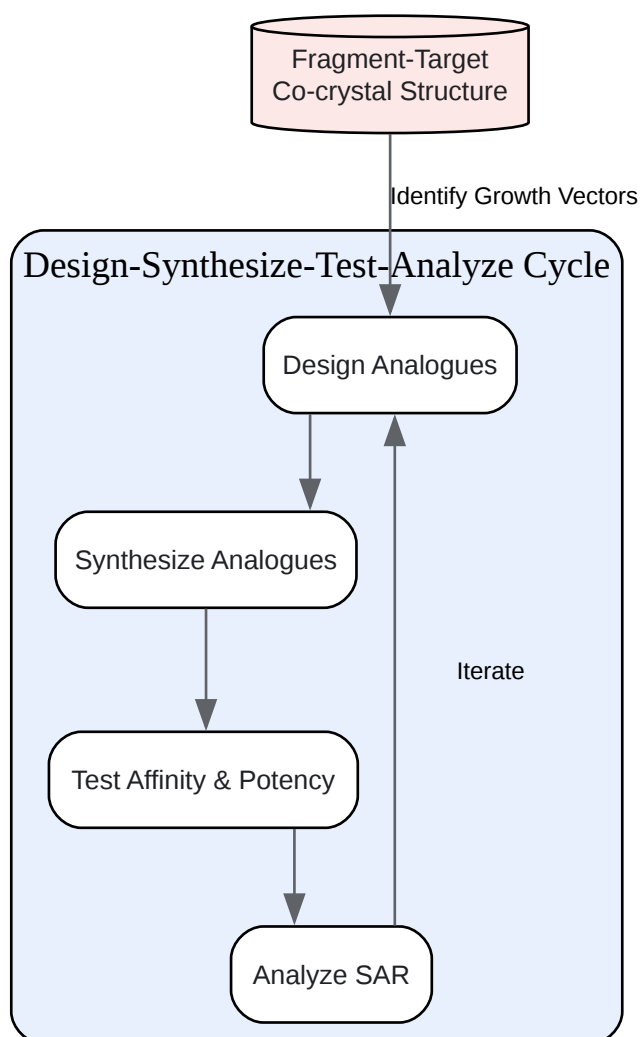 Fragment-Target
Co-crystal Structure
Identify Growth Vectors
Design-Synthesize-Test-Analyze Cycle
Design Analogues
Synthesize Analogues
Iterate
Test Affinity & Potency
Analyze SAR